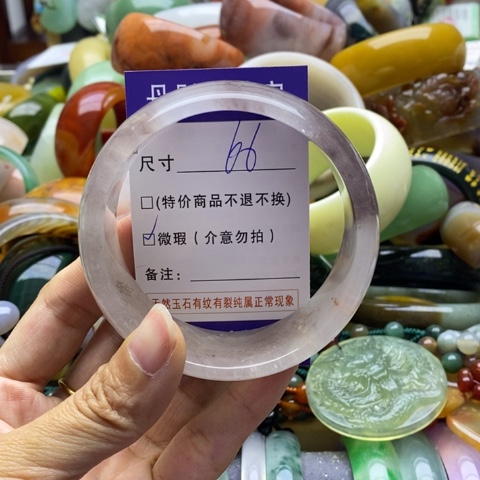 尺寸 66
□(特价商品不退不换)
☑微瑕(介意勿拍)
备注:
天然玉石有纹有裂纯属正常现象